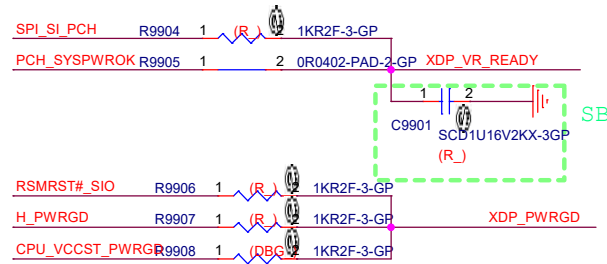 SPI_SI_PCH R9904 1 (R_) 2 1KR2F-3-GP
PCH_SYSPWROK R9905 1 2 0R0402-PAD-2-GP XDP_VR_READY
1 2
C9901 SCD1U16V2KX-3GP
(R_)
SB
RSMRST#_SIO R9906 1 (R_) 2 1KR2F-3-GP
H_PWRGD R9907 1 (R_) 2 1KR2F-3-GP XDP_PWRGD
CPU_VCCST_PWRGD R9908 1 (DBG 2 1KR2F-3-GP